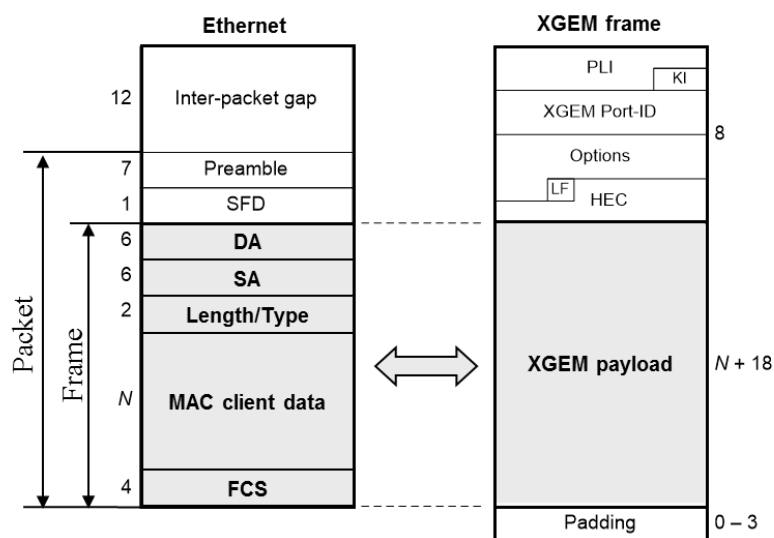 Ethernet
XGEM frame
12
Inter-packet gap
PLI
KI
XGEM Port-ID
8
7
Preamble
Options
1
SFD
LF
HEC
6
DA
6
SA
2
Length/Type
Packet
Frame
N
MAC client data
XGEM payload
N + 18
4
FCS
Padding
0 – 3